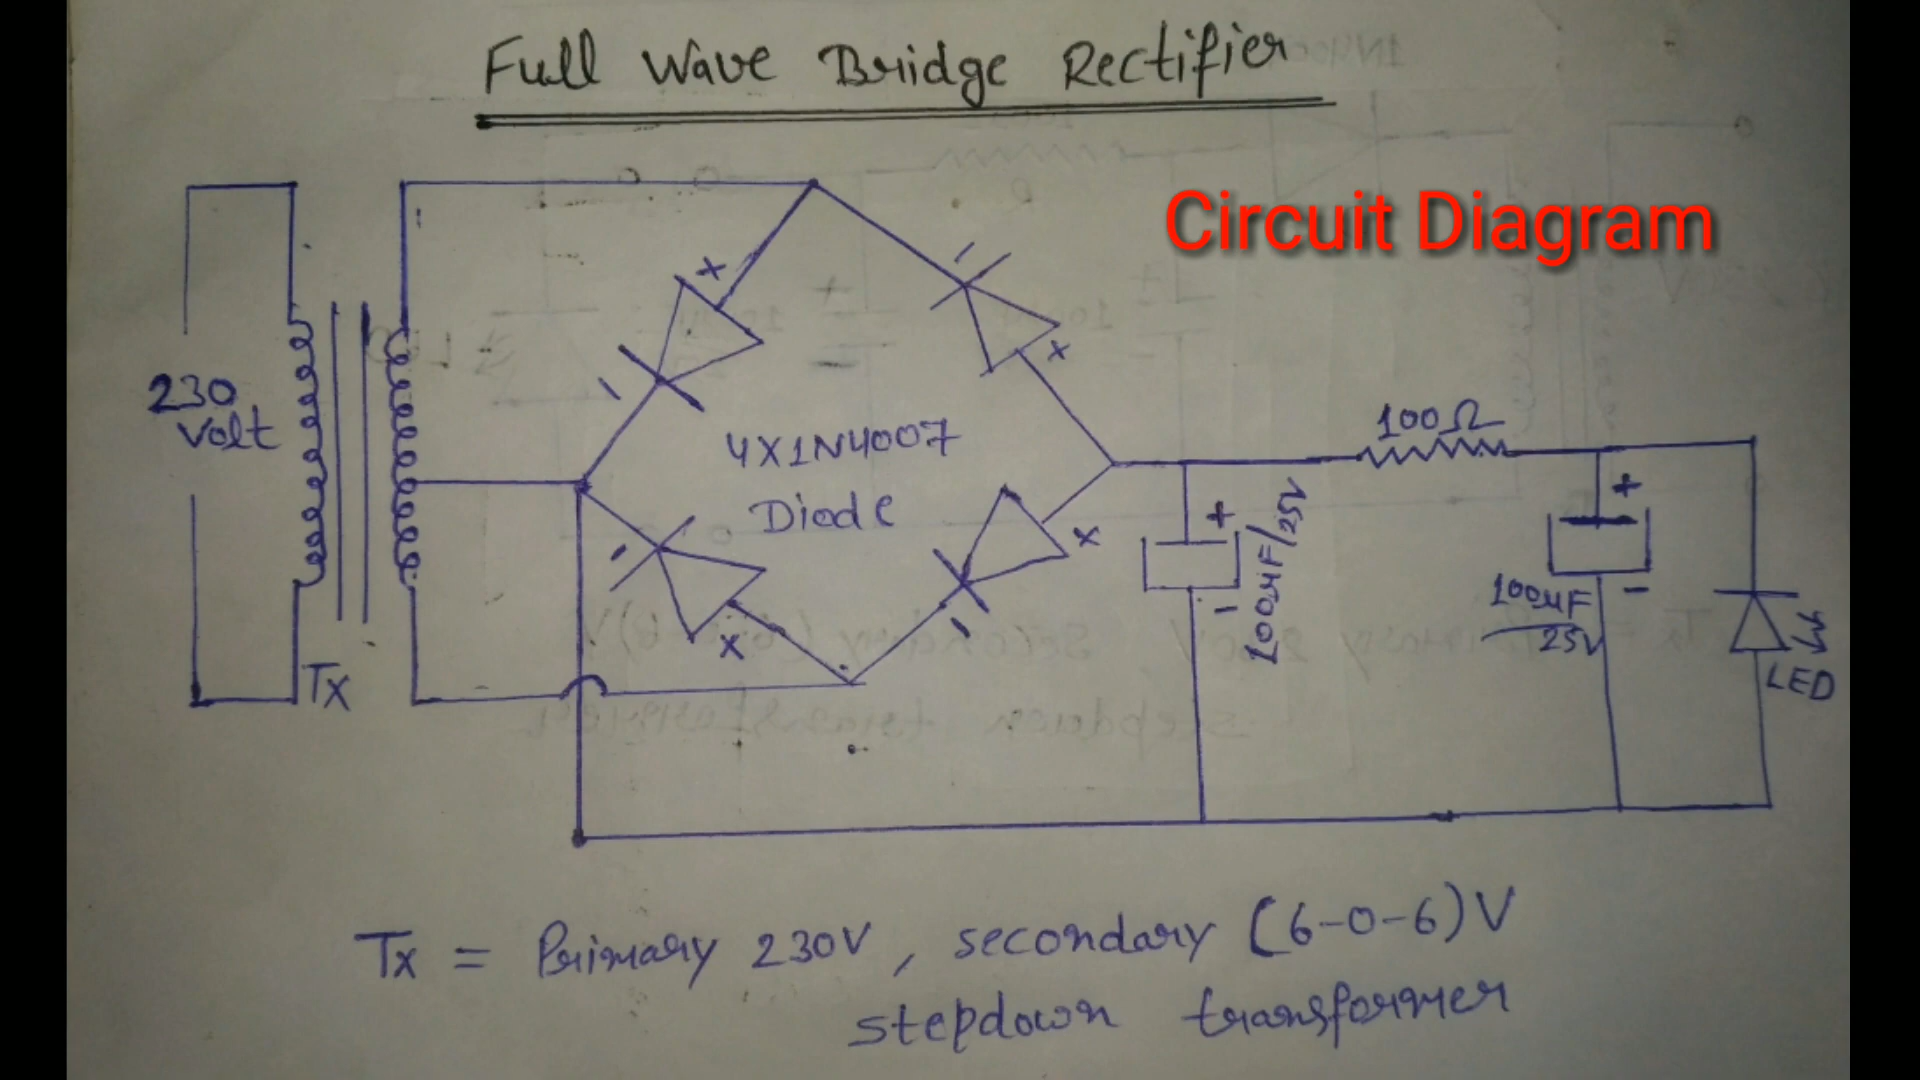 Full Wave Bridge Rectifier
Circuit Diagram
230
Volt
Tx
+
-
-
+
4X1N4007
Diode
-
+
+
-
100Ω
+
-
100μF/25V
+
-
100μF
25V
LED
Tx = Primary 230V, secondary (6-0-6)V
stepdown transformer